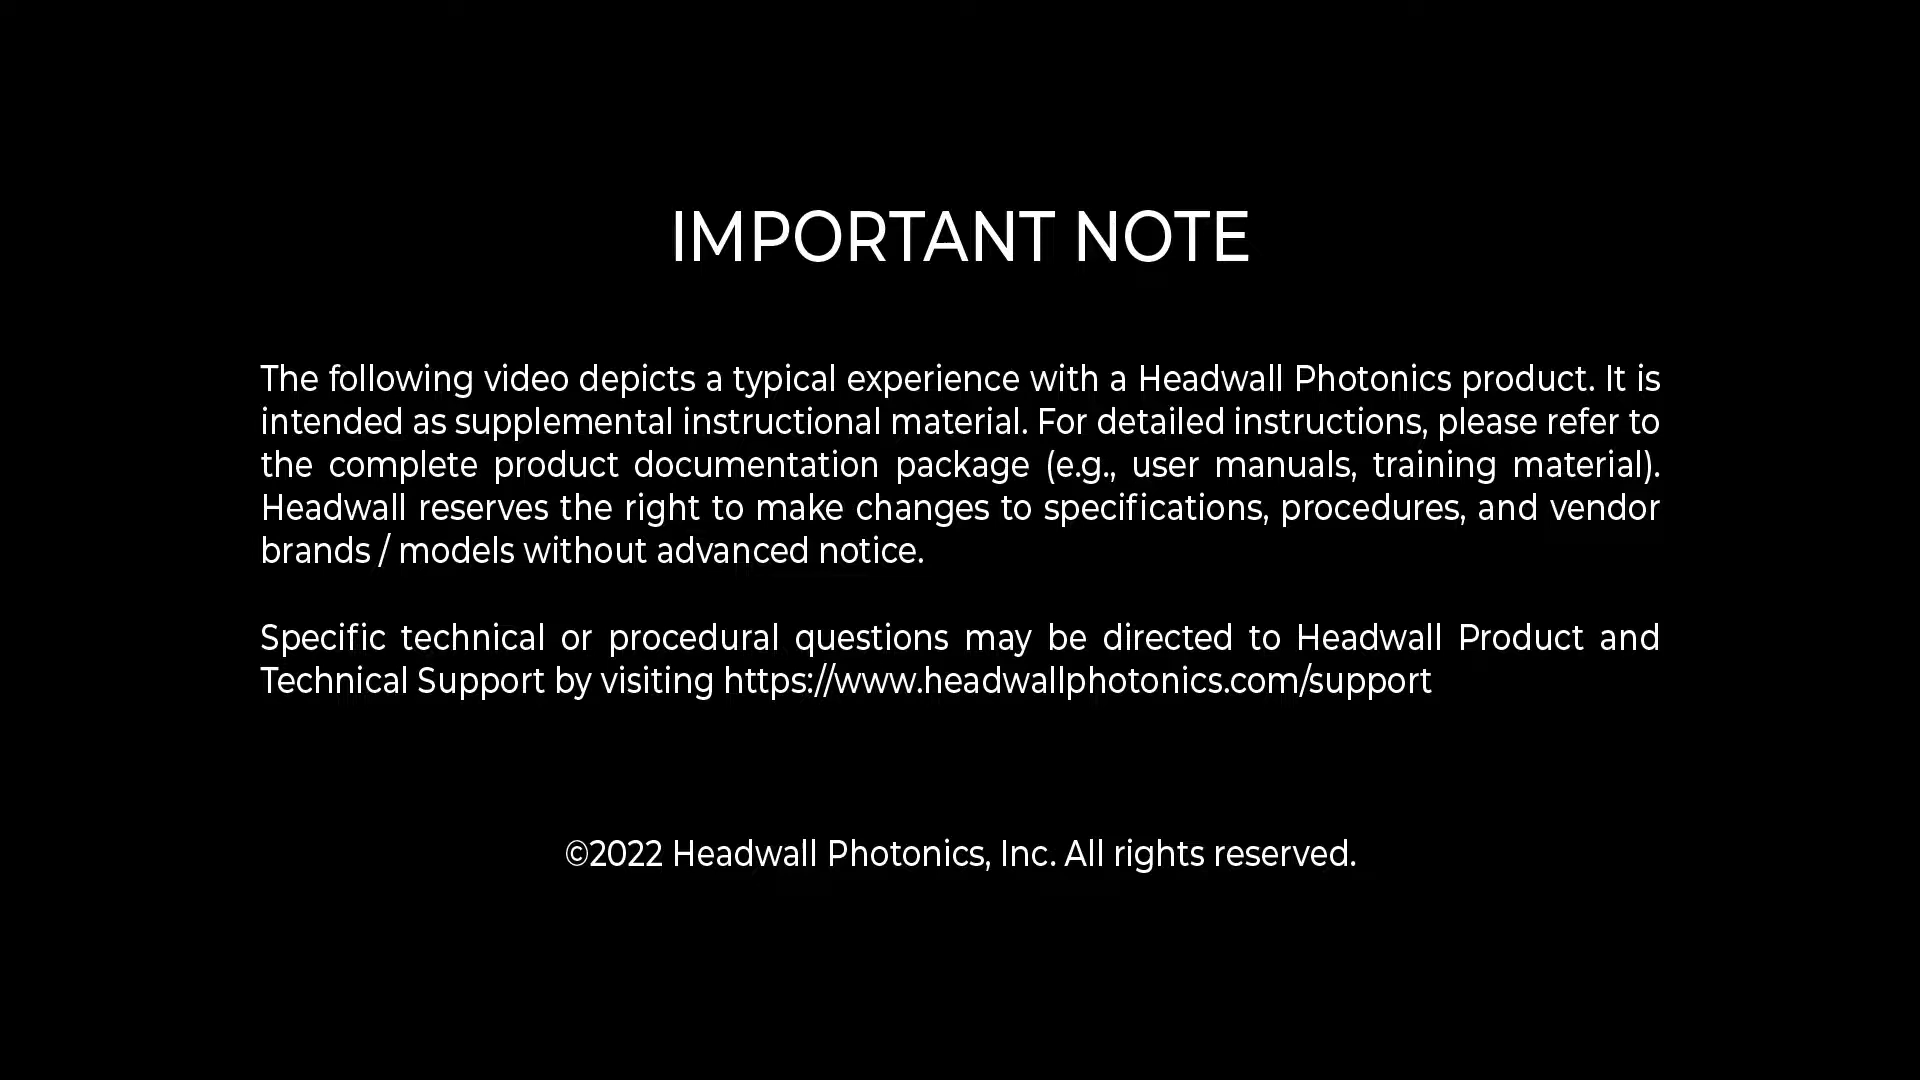 IMPORTANT NOTE
The following video depicts a typical experience with a Headwall Photonics product. It is
intended as supplemental instructional material. For detailed instructions, please refer to
the complete product documentation package (e.g., user manuals, training material).
Headwall reserves the right to make changes to specifications, procedures, and vendor
brands / models without advanced notice.
Specific technical or procedural questions may be directed to Headwall Product and
Technical Support by visiting https://www.headwallphotonics.com/support
©2022 Headwall Photonics, Inc. All rights reserved.